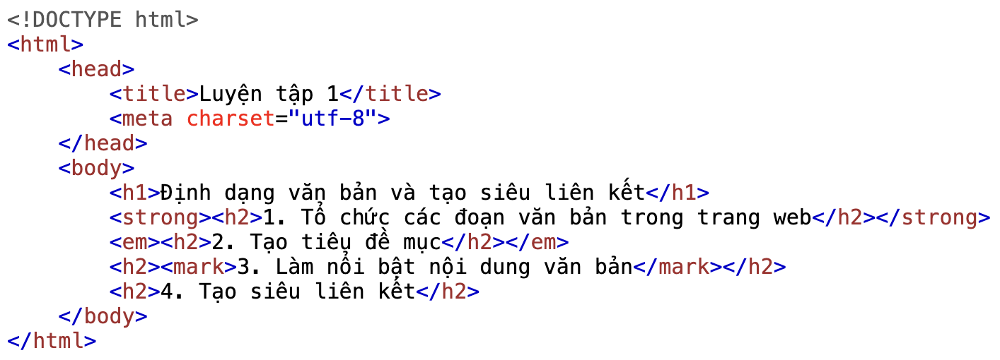 <!DOCTYPE html>
<html>
    <head>
        <title>Luyện tập 1</title>
        <meta charset="utf-8">
    </head>
    <body>
        <h1>Định dạng văn bản và tạo siêu liên kết</h1>
        <strong><h2>1. Tổ chức các đoạn văn bản trong trang web</h2></strong>
        <em><h2>2. Tạo tiêu đề mục</h2></em>
        <h2><mark>3. Làm nổi bật nội dung văn bản</mark></h2>
        <h2>4. Tạo siêu liên kết</h2>
    </body>
</html>